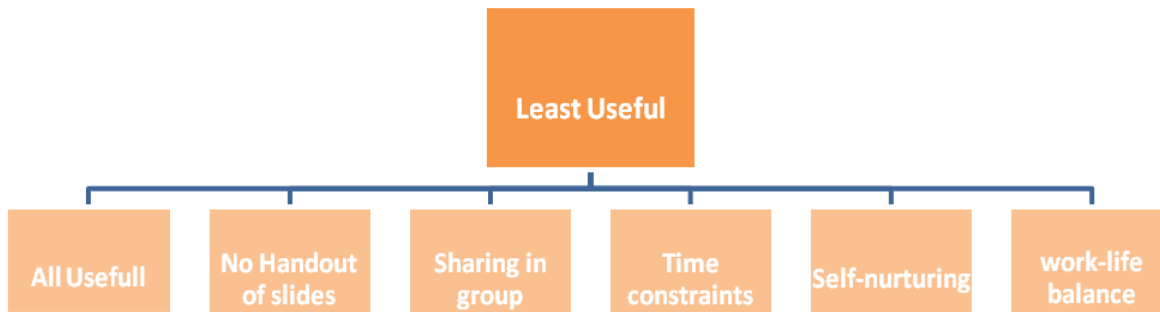 Least Useful
All Usefull
No Handout
of slides
Sharing in
group
Time
constraints
Self-nurturing
work-life
balance